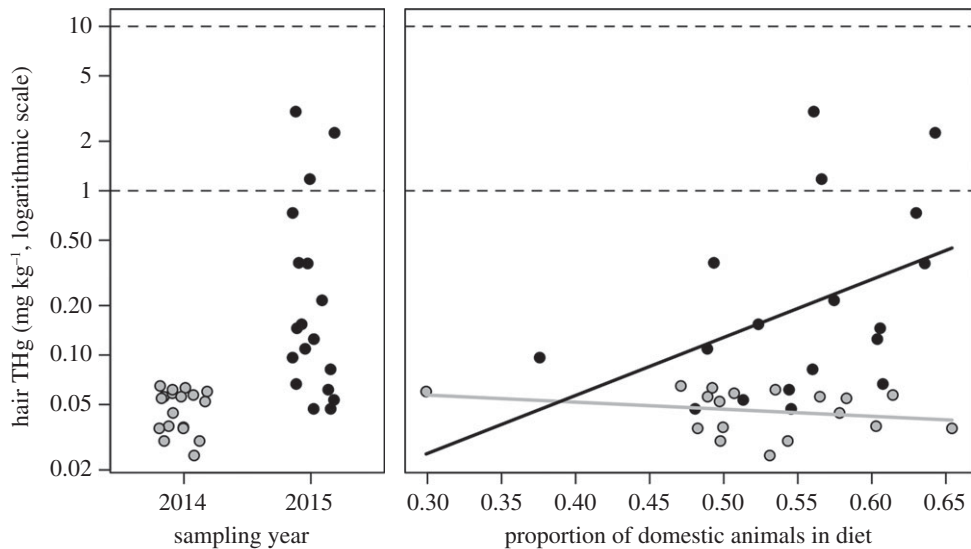 10
5
2
1
0.50
0.20
0.10
0.05
0.02
hair THg (mg kg⁻¹, logarithmic scale)
2014 2015
sampling year
0.30 0.35 0.40 0.45 0.50 0.55 0.60 0.65
proportion of domestic animals in diet